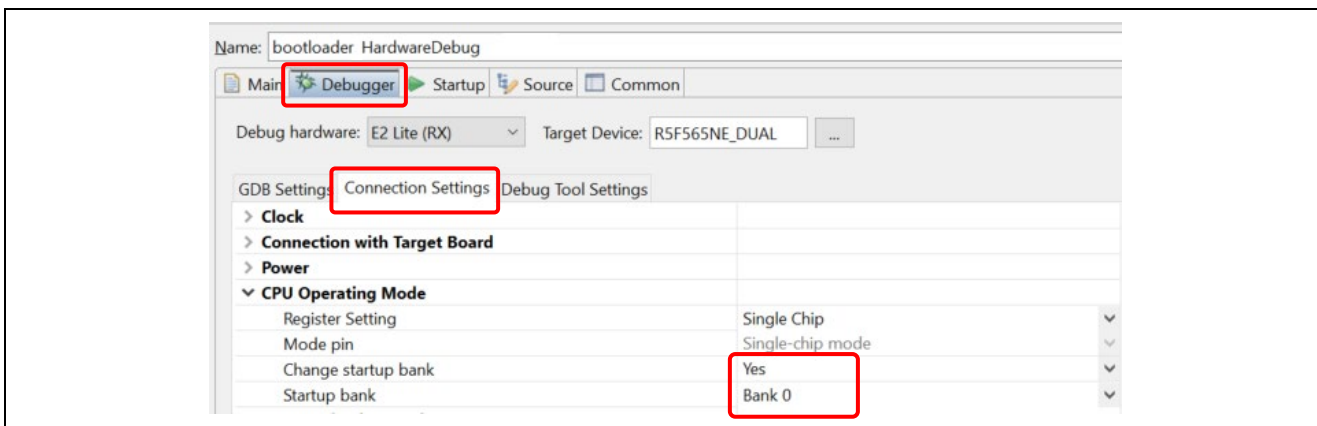 Name: bootloader HardwareDebug
Main Debugger Startup Source Common
Debug hardware: E2 Lite (RX) Target Device: R5F565NE_DUAL ...
GDB Settings Connection Settings Debug Tool Settings
> Clock
> Connection with Target Board
> Power
CPU Operating Mode
Register Setting Single Chip
Mode pin Single-chip mode
Change startup bank Yes
Startup bank Bank 0